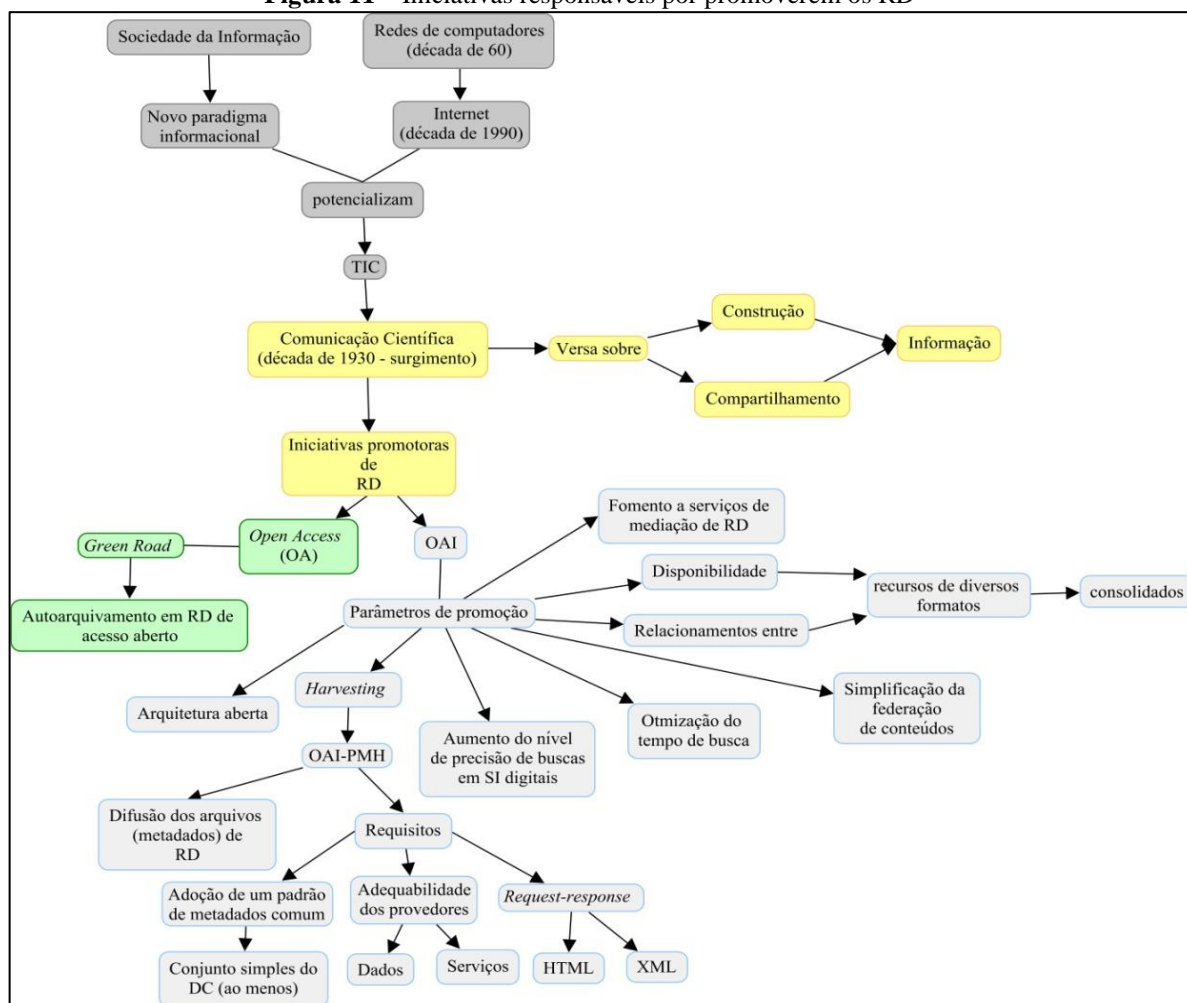 Figura 11 – Iniciativas responsáveis por promoverem os RD
Sociedade da Informação
Redes de computadores
(década de 60)
Novo paradigma
informacional
Internet
(década de 1990)
potencializam
TIC
Comunicação Científica
(década de 1930 - surgimento)
Versa sobre
Construção
Compartilhamento
Informação
Iniciativas promotoras
de
RD
Green Road
Open Access
(OA)
OAI
Autoarquivamento em RD de
acesso aberto
Parâmetros de promoção
Fomento a serviços de
mediação de RD
Disponibilidade
Relacionamentos entre
recursos de diversos
formatos
consolidados
Arquitetura aberta
Harvesting
Aumento do nível
de precisão de buscas
em SI digitais
Otmização do
tempo de busca
Simplificação da
federação
de conteúdos
OAI-PMH
Difusão dos arquivos
(metadados) de
RD
Requisitos
Adoção de um padrão
de metadados comum
Adequabilidade
dos provedores
Request-response
Conjunto simples do
DC (ao menos)
Dados
Serviços
HTML
XML